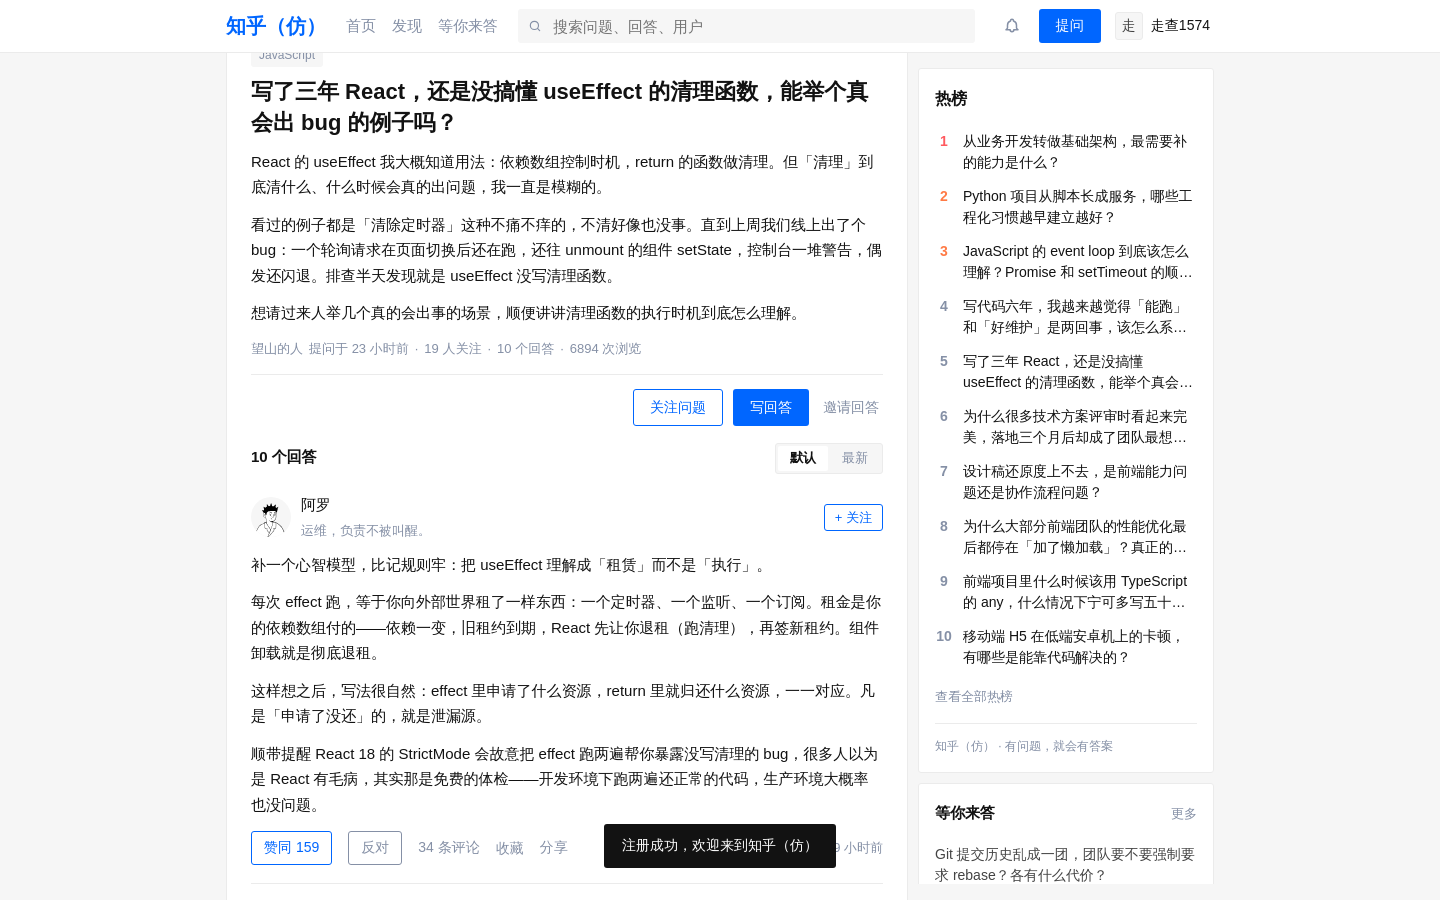 知乎（仿） 首页 发现 等你来答 搜索问题、回答、用户 提问 走 走查1574
JavaScript
写了三年 React，还是没搞懂 useEffect 的清理函数，能举个真
会出 bug 的例子吗？
React 的 useEffect 我大概知道用法：依赖数组控制时机，return 的函数做清理。但「清理」到
底清什么、什么时候会真的出问题，我一直是模糊的。
看过的例子都是「清除定时器」这种不痛不痒的，不清好像也没事。直到上周我们线上出了个
bug：一个轮询请求在页面切换后还在跑，还往 unmount 的组件 setState，控制台一堆警告，偶
发还闪退。排查半天发现就是 useEffect 没写清理函数。
想请过来人举几个真的会出事的场景，顺便讲讲清理函数的执行时机到底怎么理解。
望山的人 提问于 23 小时前 · 19 人关注 · 10 个回答 · 6894 次浏览
关注问题 写回答 邀请回答
10 个回答 默认 最新
阿罗
运维，负责不被叫醒。
+ 关注
补一个心智模型，比记规则牢：把 useEffect 理解成「租赁」而不是「执行」。
每次 effect 跑，等于你向外部世界租了一样东西：一个定时器、一个监听、一个订阅。租金是你
的依赖数组付的——依赖一变，旧租约到期，React 先让你退租（跑清理），再签新租约。组件
卸载就是彻底退租。
这样想之后，写法很自然：effect 里申请了什么资源，return 里就归还什么资源，一一对应。凡
是「申请了没还」的，就是泄漏源。
顺带提醒 React 18 的 StrictMode 会故意把 effect 跑两遍帮你暴露没写清理的 bug，很多人以为
是 React 有毛病，其实那是免费的体检——开发环境下跑两遍还正常的代码，生产环境大概率
也没问题。
赞同 159 反对 34 条评论 收藏 分享 小时前
注册成功，欢迎来到知乎（仿）
热榜
1 从业务开发转做基础架构，最需要补
的能力是什么？
2 Python 项目从脚本长成服务，哪些工
程化习惯越早建立越好？
3 JavaScript 的 event loop 到底该怎么
理解？Promise 和 setTimeout 的顺…
4 写代码六年，我越来越觉得「能跑」
和「好维护」是两回事，该怎么系…
5 写了三年 React，还是没搞懂
useEffect 的清理函数，能举个真会…
6 为什么很多技术方案评审时看起来完
美，落地三个月后却成了团队最想…
7 设计稿还原度上不去，是前端能力问
题还是协作流程问题？
8 为什么大部分前端团队的性能优化最
后都停在「加了懒加载」？真正的…
9 前端项目里什么时候该用 TypeScript
的 any，什么情况下宁可多写五十…
10 移动端 H5 在低端安卓机上的卡顿，
有哪些是能靠代码解决的？
查看全部热榜
知乎（仿） · 有问题，就会有答案
等你来答 更多
Git 提交历史乱成一团，团队要不要强制要
求 rebase？各有什么代价？